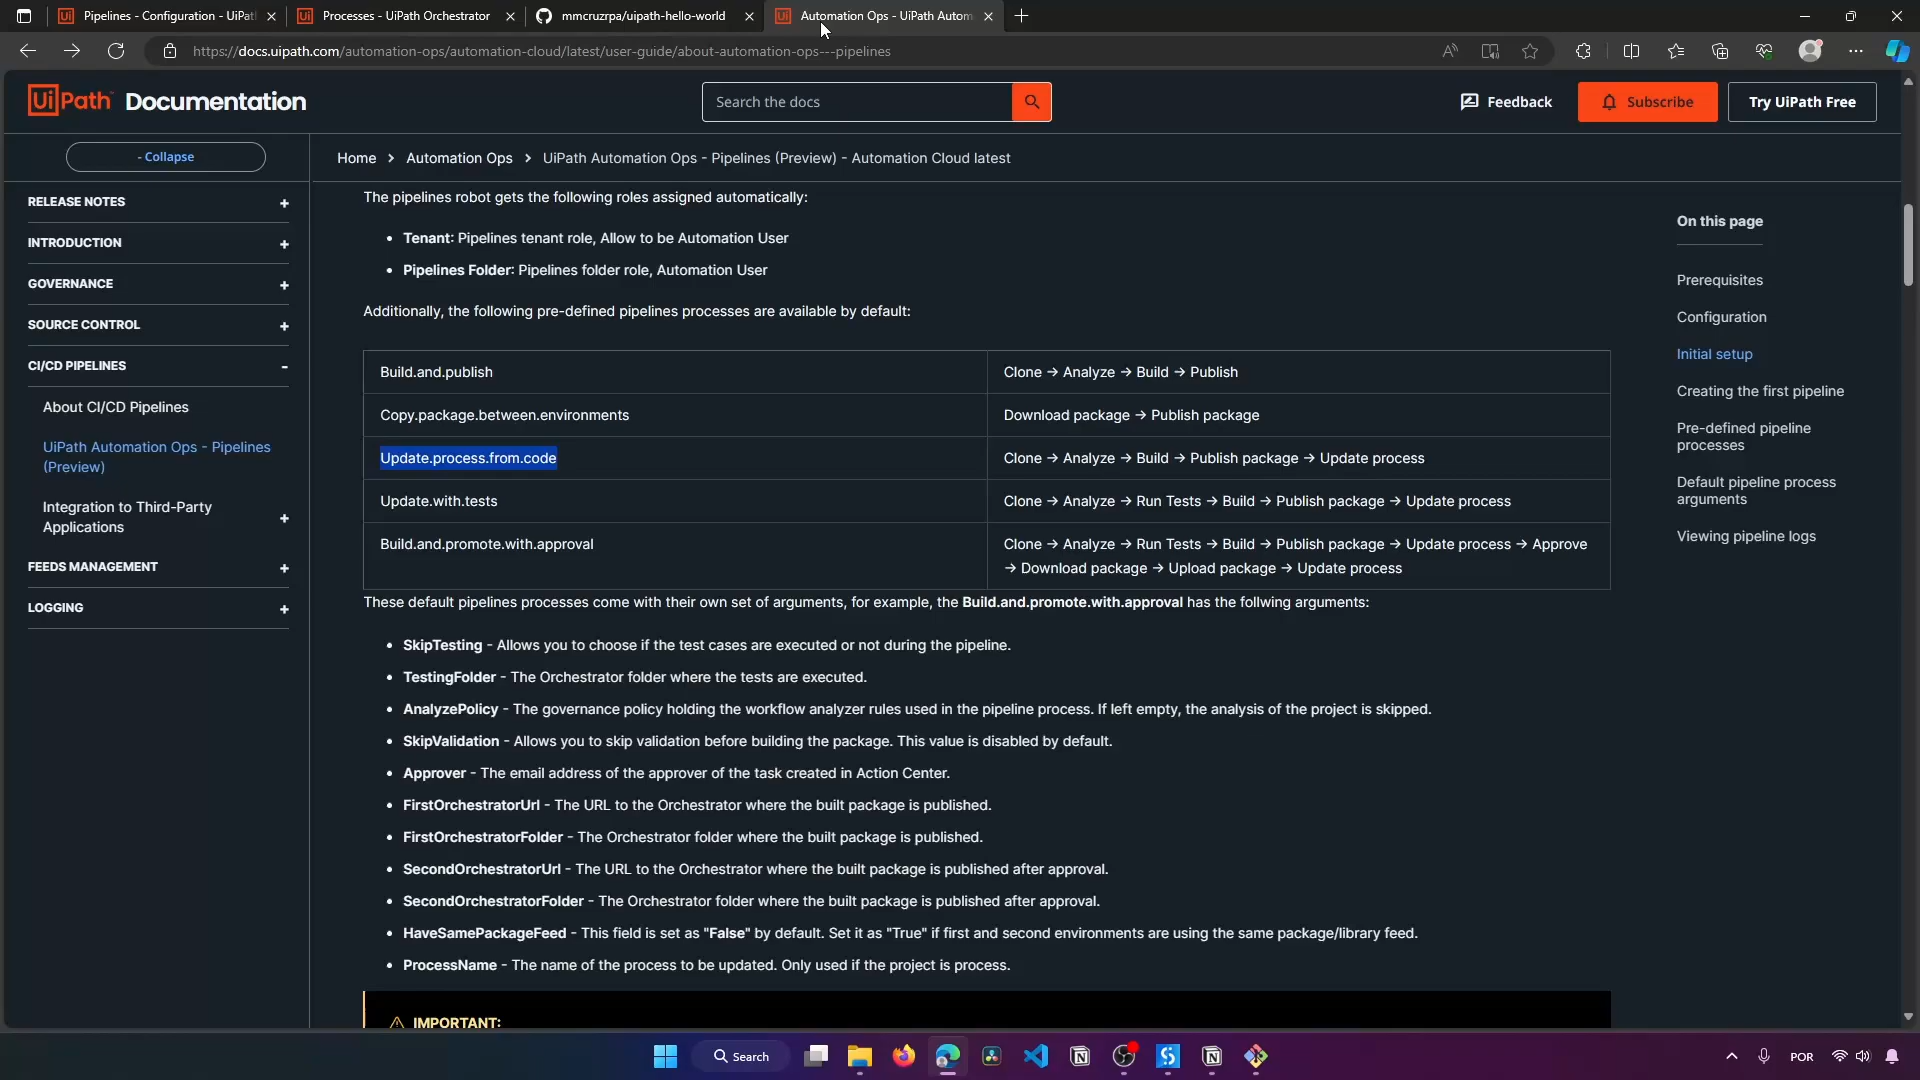 Pipelines - Configuration - UiPat
Processes - UiPath Orchestrator
mmcruzrpa/uipath-hello-world
Automation Ops - UiPath Autom
https://docs.uipath.com/automation-ops/automation-cloud/latest/user-guide/about-automation-ops---pipelines
UiPath Documentation
Search the docs
Feedback
Subscribe
Try UiPath Free
- Collapse
Home > Automation Ops > UiPath Automation Ops - Pipelines (Preview) - Automation Cloud latest
RELEASE NOTES +
INTRODUCTION +
GOVERNANCE +
SOURCE CONTROL +
CI/CD PIPELINES -
About CI/CD Pipelines
UiPath Automation Ops - Pipelines
(Preview)
Integration to Third-Party
Applications +
FEEDS MANAGEMENT +
LOGGING +
The pipelines robot gets the following roles assigned automatically:
• Tenant: Pipelines tenant role, Allow to be Automation User
• Pipelines Folder: Pipelines folder role, Automation User
Additionally, the following pre-defined pipelines processes are available by default:
Build.and.publish
Clone → Analyze → Build → Publish
Copy.package.between.environments
Download package → Publish package
Update.process.from.code
Clone → Analyze → Build → Publish package → Update process
Update.with.tests
Clone → Analyze → Run Tests → Build → Publish package → Update process
Build.and.promote.with.approval
Clone → Analyze → Run Tests → Build → Publish package → Update process → Approve
→ Download package → Upload package → Update process
These default pipelines processes come with their own set of arguments, for example, the Build.and.promote.with.approval has the follwing arguments:
• SkipTesting - Allows you to choose if the test cases are executed or not during the pipeline.
• TestingFolder - The Orchestrator folder where the tests are executed.
• AnalyzePolicy - The governance policy holding the workflow analyzer rules used in the pipeline process. If left empty, the analysis of the project is skipped.
• SkipValidation - Allows you to skip validation before building the package. This value is disabled by default.
• Approver - The email address of the approver of the task created in Action Center.
• FirstOrchestratorUrl - The URL to the Orchestrator where the built package is published.
• FirstOrchestratorFolder - The Orchestrator folder where the built package is published.
• SecondOrchestratorUrl - The URL to the Orchestrator where the built package is published after approval.
• SecondOrchestratorFolder - The Orchestrator folder where the built package is published after approval.
• HaveSamePackageFeed - This field is set as "False" by default. Set it as "True" if first and second environments are using the same package/library feed.
• ProcessName - The name of the process to be updated. Only used if the project is process.
IMPORTANT:
On this page
Prerequisites
Configuration
Initial setup
Creating the first pipeline
Pre-defined pipeline
processes
Default pipeline process
arguments
Viewing pipeline logs
Search
POR